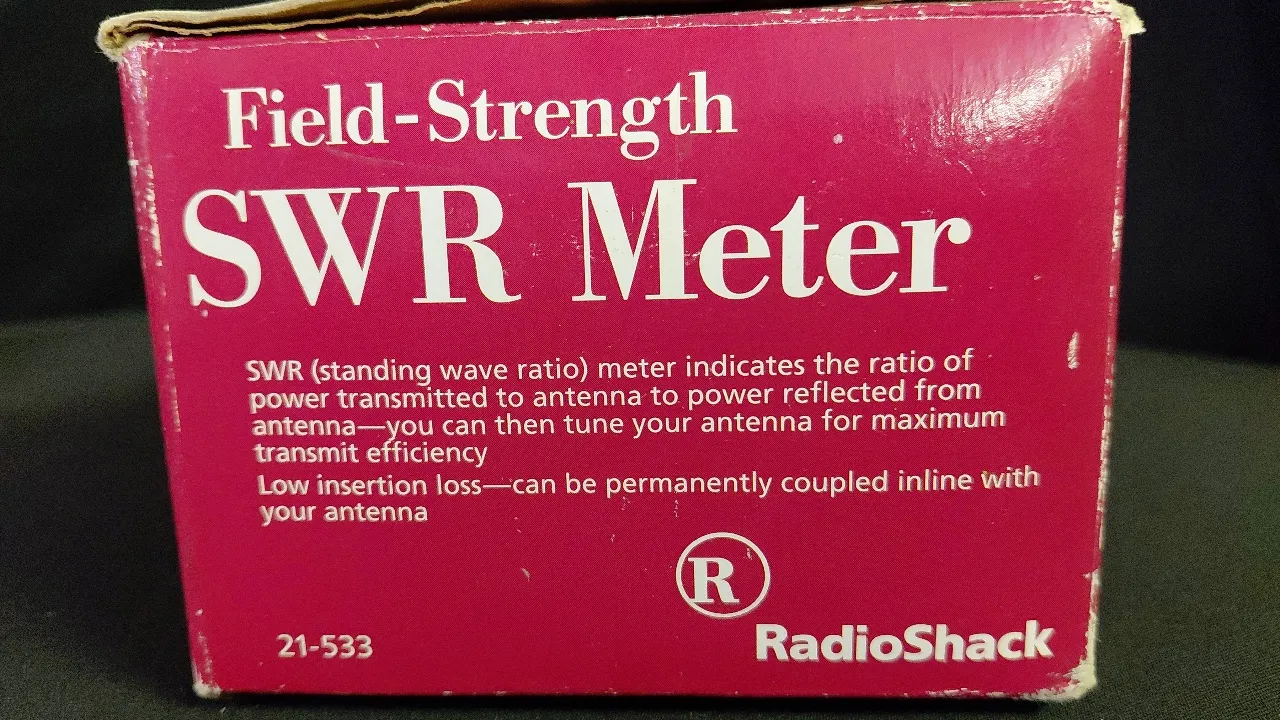 Field-Strength
SWR Meter
SWR (standing wave ratio) meter indicates the ratio of
power transmitted to antenna to power reflected from
antenna—you can then tune your antenna for maximum
transmit efficiency
Low insertion loss—can be permanently coupled inline with
your antenna
R
RadioShack
21-533